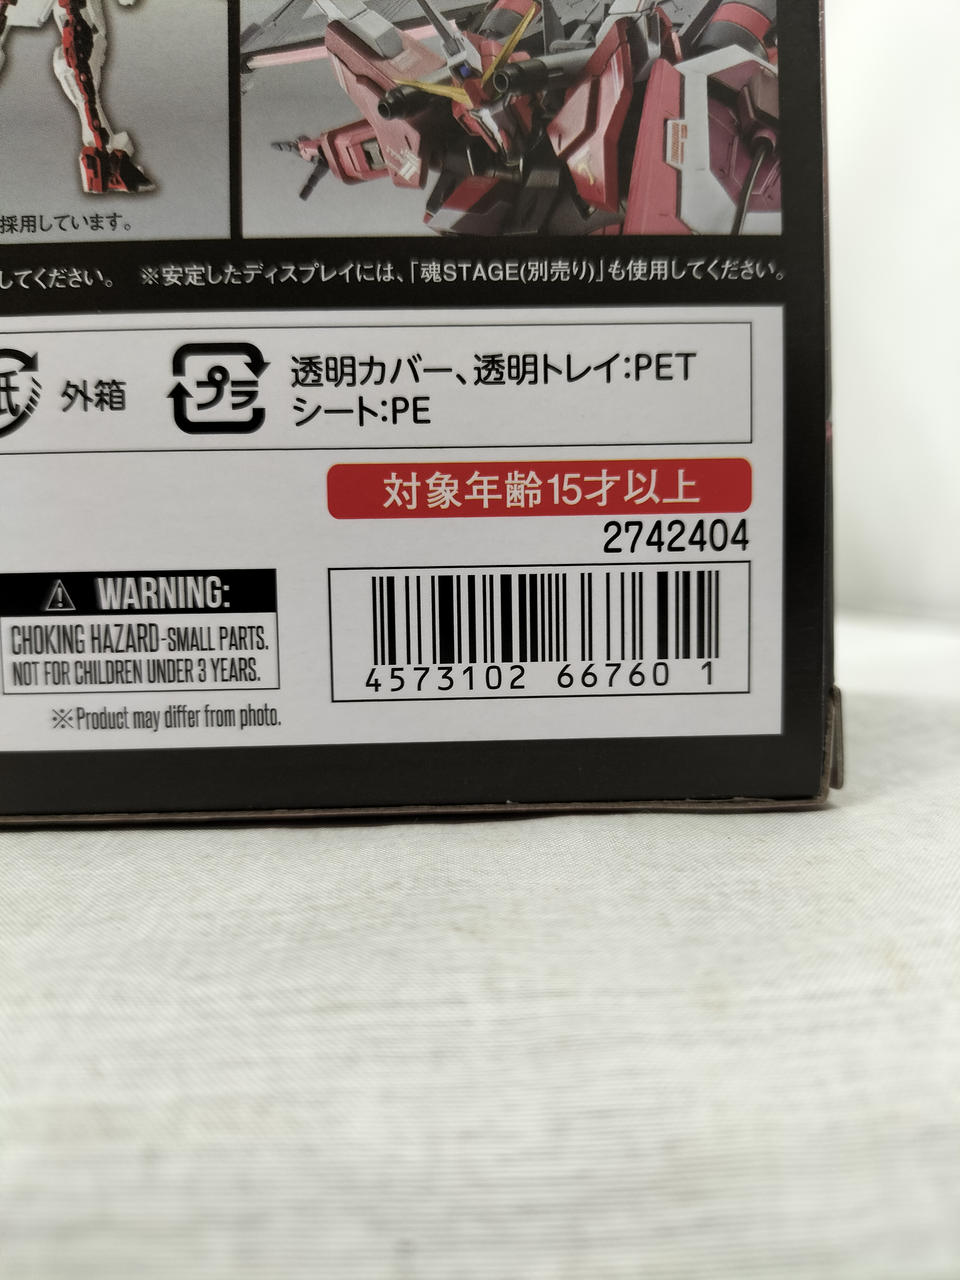 採用しています。
してください。 ※安定したディスプレイには、「魂STAGE(別売り)」も使用してください。
紙 外箱
プラ 透明カバー、透明トレイ:PET
シート:PE
対象年齢15才以上
2742404
WARNING:
CHOKING HAZARD-SMALL PARTS.
NOT FOR CHILDREN UNDER 3 YEARS.
※Product may differ from photo.
4573102 66760 1